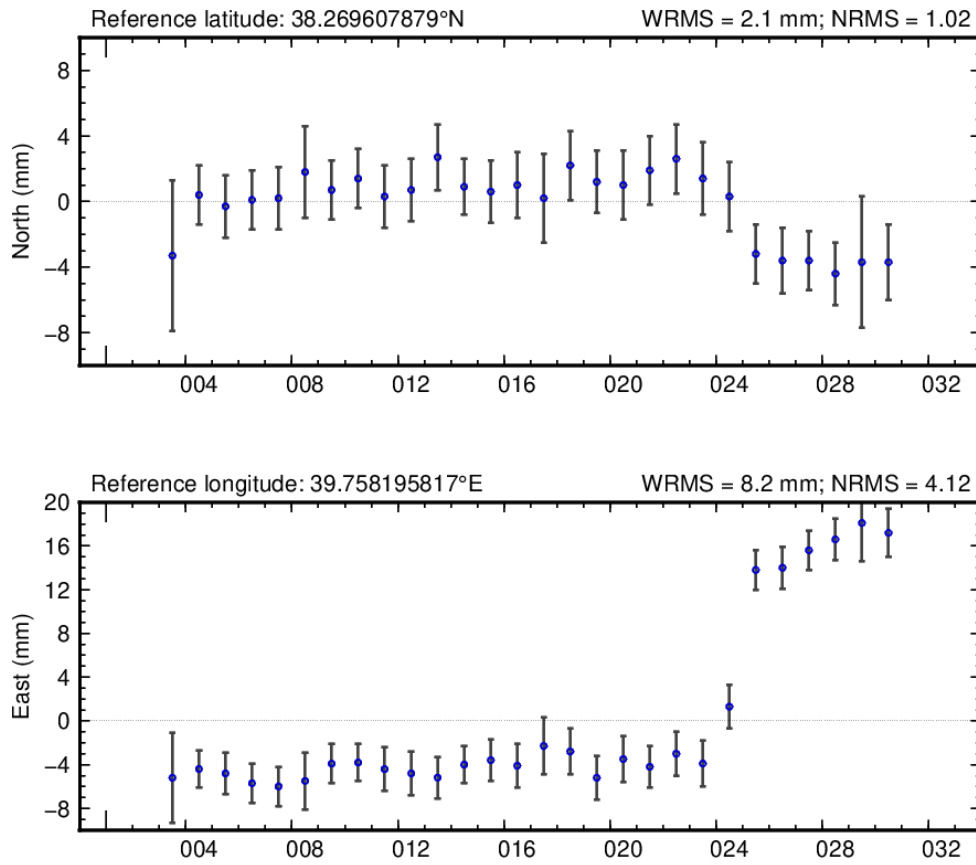 Reference latitude: 38.269607879°N WRMS = 2.1 mm; NRMS = 1.02
8
4
0
−4
−8
North (mm)
004 008 012 016 020 024 028 032
Reference longitude: 39.758195817°E WRMS = 8.2 mm; NRMS = 4.12
20
16
12
8
4
0
−4
−8
East (mm)
004 008 012 016 020 024 028 032